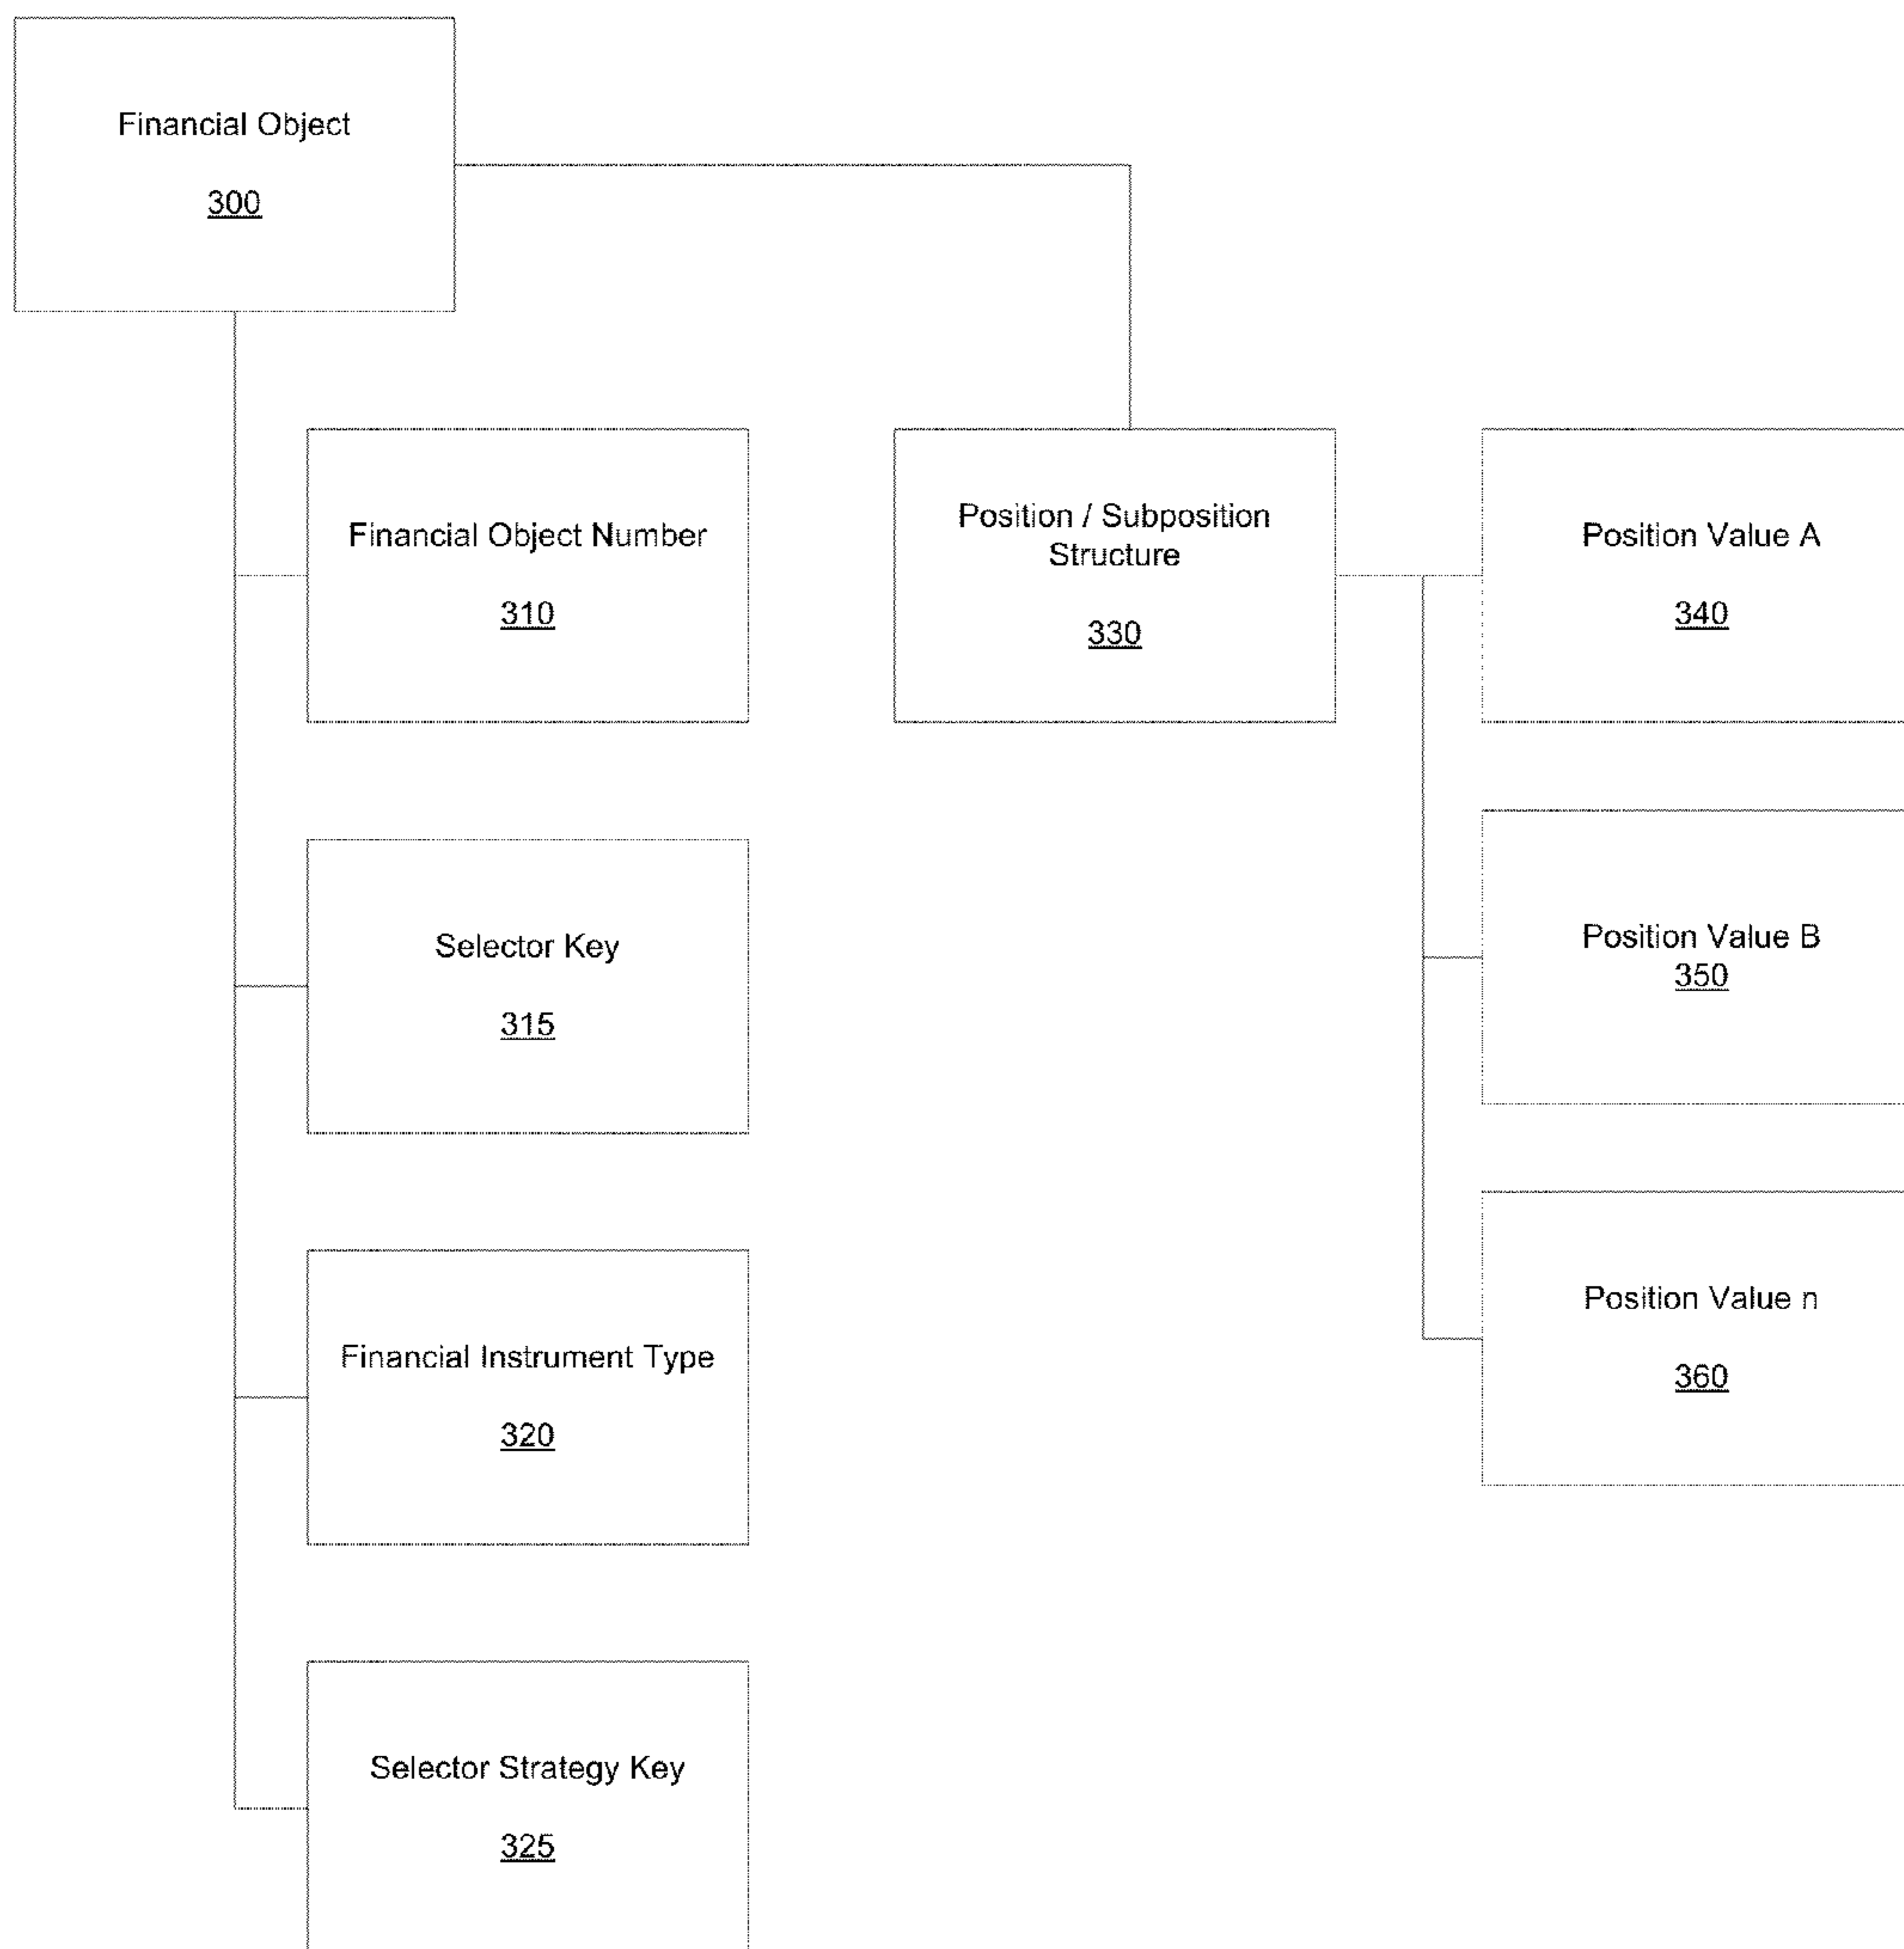 Financial Object
300
Financial Object Number
310
Position / Subposition
Structure
330
Position Value A
340
Selector Key
315
Position Value B
350
Financial Instrument Type
320
Position Value n
360
Selector Strategy Key
325